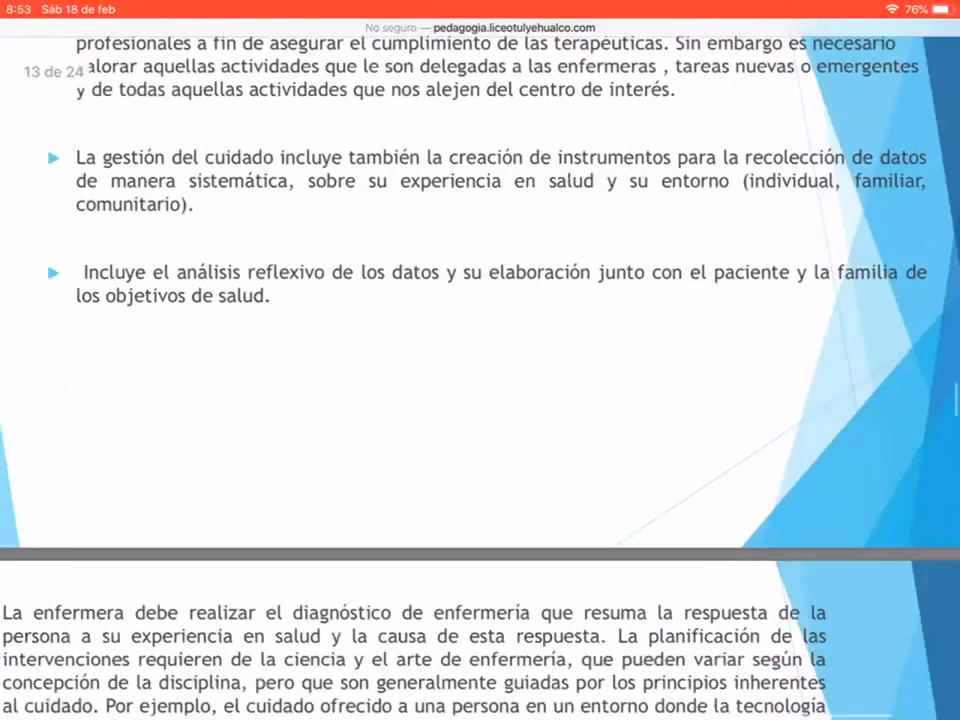 8:53 Sáb 18 de feb
76%
No seguro — pedagogia.liceotulyehualco.com
profesionales a fin de asegurar el cumplimiento de las terapéuticas. Sin embargo es necesario
13 de 24
alorar aquellas actividades que le son delegadas a las enfermeras , tareas nuevas o emergentes
y de todas aquellas actividades que nos alejen del centro de interés.
La gestión del cuidado incluye también la creación de instrumentos para la recolección de datos
de manera sistemática, sobre su experiencia en salud y su entorno (individual, familiar,
comunitario).
Incluye el análisis reflexivo de los datos y su elaboración junto con el paciente y la familia de
los objetivos de salud.
La enfermera debe realizar el diagnóstico de enfermería que resuma la respuesta de la
persona a su experiencia en salud y la causa de esta respuesta. La planificación de las
intervenciones requieren de la ciencia y el arte de enfermería, que pueden variar según la
concepción de la disciplina, pero que son generalmente guiadas por los principios inherentes
al cuidado. Por ejemplo, el cuidado ofrecido a una persona en un entorno donde la tecnología